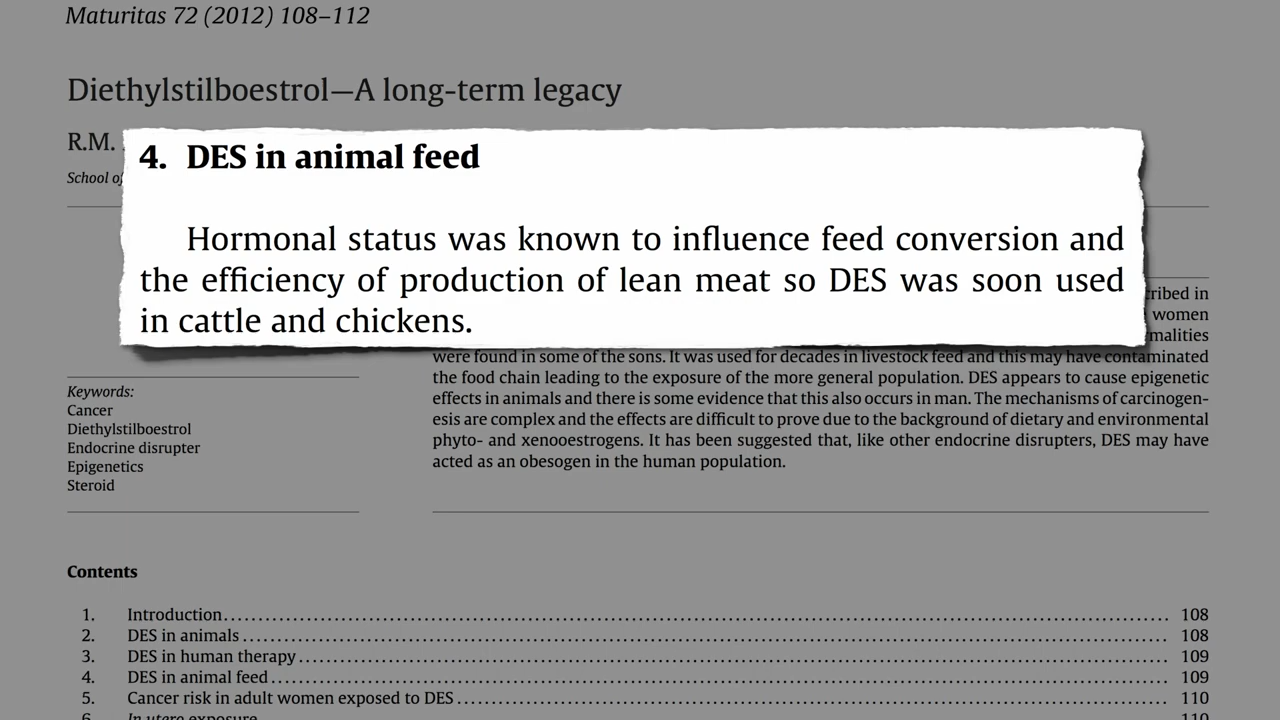 Maturitas 72 (2012) 108–112
Diethylstilboestrol—A long-term legacy
R.M.
School of
4. DES in animal feed
Hormonal status was known to influence feed conversion and
the efficiency of production of lean meat so DES was soon used
in cattle and chickens.
in
women
were found in some of the sons. It was used for decades in livestock feed and this may have contaminated
the food chain leading to the exposure of the more general population. DES appears to cause epigenetic
effects in animals and there is some evidence that this also occurs in man. The mechanisms of carcinogen-
esis are complex and the effects are difficult to prove due to the background of dietary and environmental
phyto- and xenooestrogens. It has been suggested that, like other endocrine disrupters, DES may have
acted as an obesogen in the human population.
Keywords:
Cancer
Diethylstilboestrol
Endocrine disrupter
Epigenetics
Steroid
Contents
1. Introduction 108
2. DES in animals 108
3. DES in human therapy 109
4. DES in animal feed 109
5. Cancer risk in adult women exposed to DES 110
6. In utero exposure 110